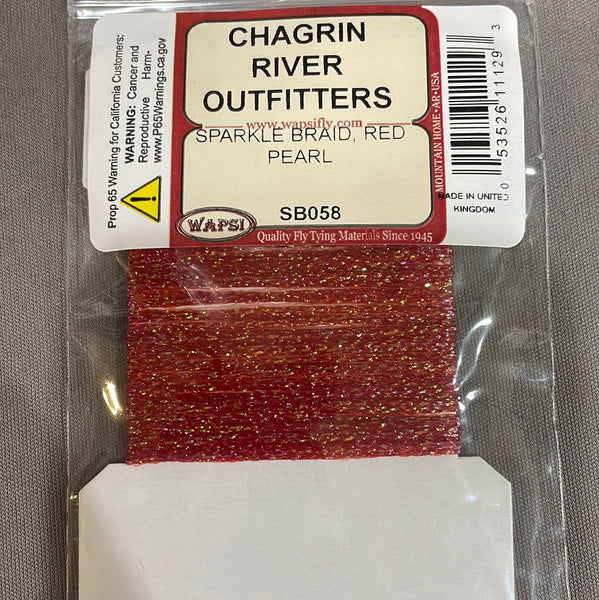 Prop 65 Warning for California Customers:
WARNING: Cancer and
Reproductive Harm-
www.P65Warnings.ca.gov
CHAGRIN
RIVER
OUTFITTERS
www.wapsifly.com
SPARKLE BRAID, RED
PEARL
SB058
WAPSI
Quality Fly Tying Materials Since 1945
MOUNTAIN HOME • AR • USA
0 53526 11129 3
MADE IN UNITED
KINGDOM